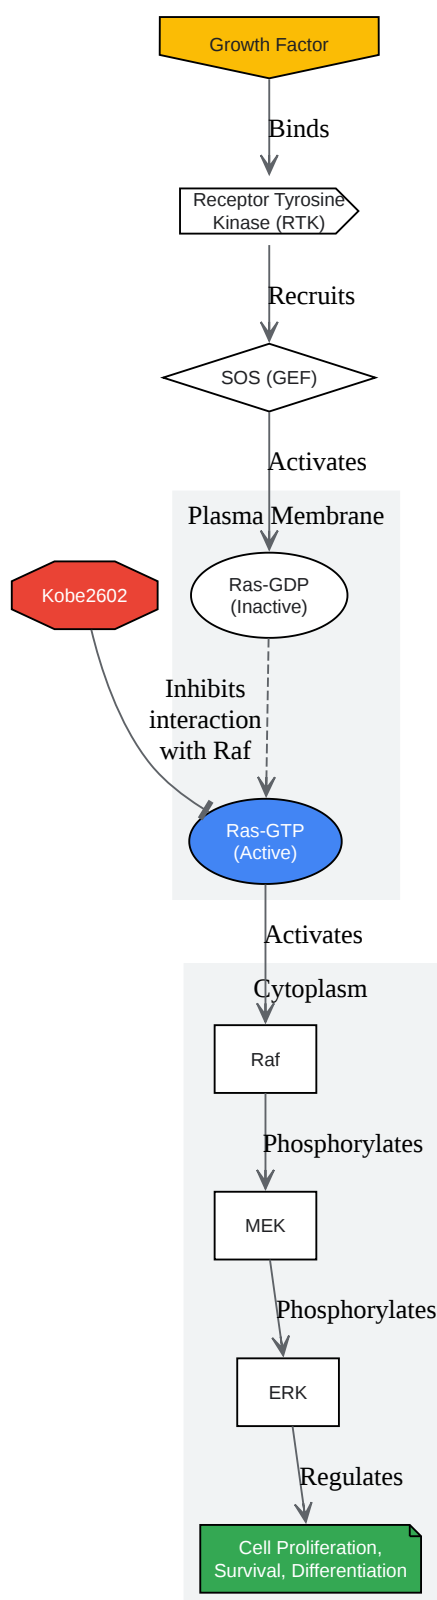 Growth Factor
Binds
Receptor Tyrosine
Kinase (RTK)
Recruits
SOS (GEF)
Activates
Plasma Membrane
Ras-GDP
(Inactive)
Kobe2602
Inhibits
interaction
with Raf
Ras-GTP
(Active)
Activates
Cytoplasm
Raf
Phosphorylates
MEK
Phosphorylates
ERK
Regulates
Cell Proliferation,
Survival, Differentiation